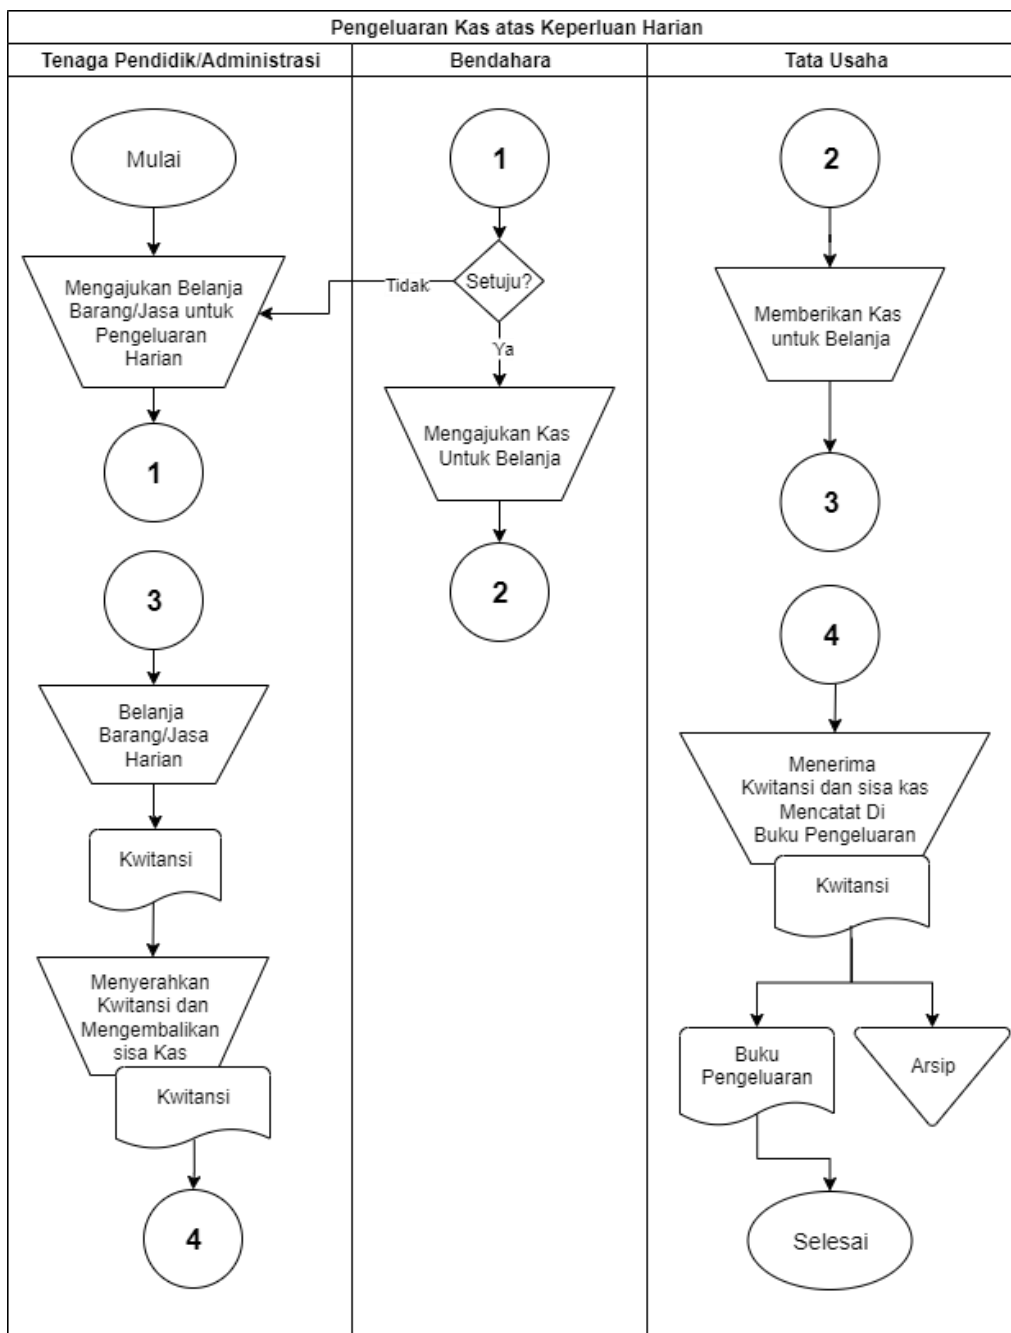 Pengeluaran Kas atas Keperluan Harian
Tenaga Pendidik/Administrasi
Bendahara
Tata Usaha
Mulai
Mengajukan Belanja
Barang/Jasa untuk
Pengeluaran
Harian
1
3
Belanja
Barang/Jasa
Harian
Kwitansi
Menyerahkan
Kwitansi dan
Mengembalikan
sisa Kas
Kwitansi
4
1
Setuju?
Tidak
Ya
Mengajukan Kas
Untuk Belanja
2
2
Memberikan Kas
untuk Belanja
3
4
Menerima
Kwitansi dan sisa kas
Mencatat Di
Buku Pengeluaran
Kwitansi
Buku
Pengeluaran
Arsip
Selesai